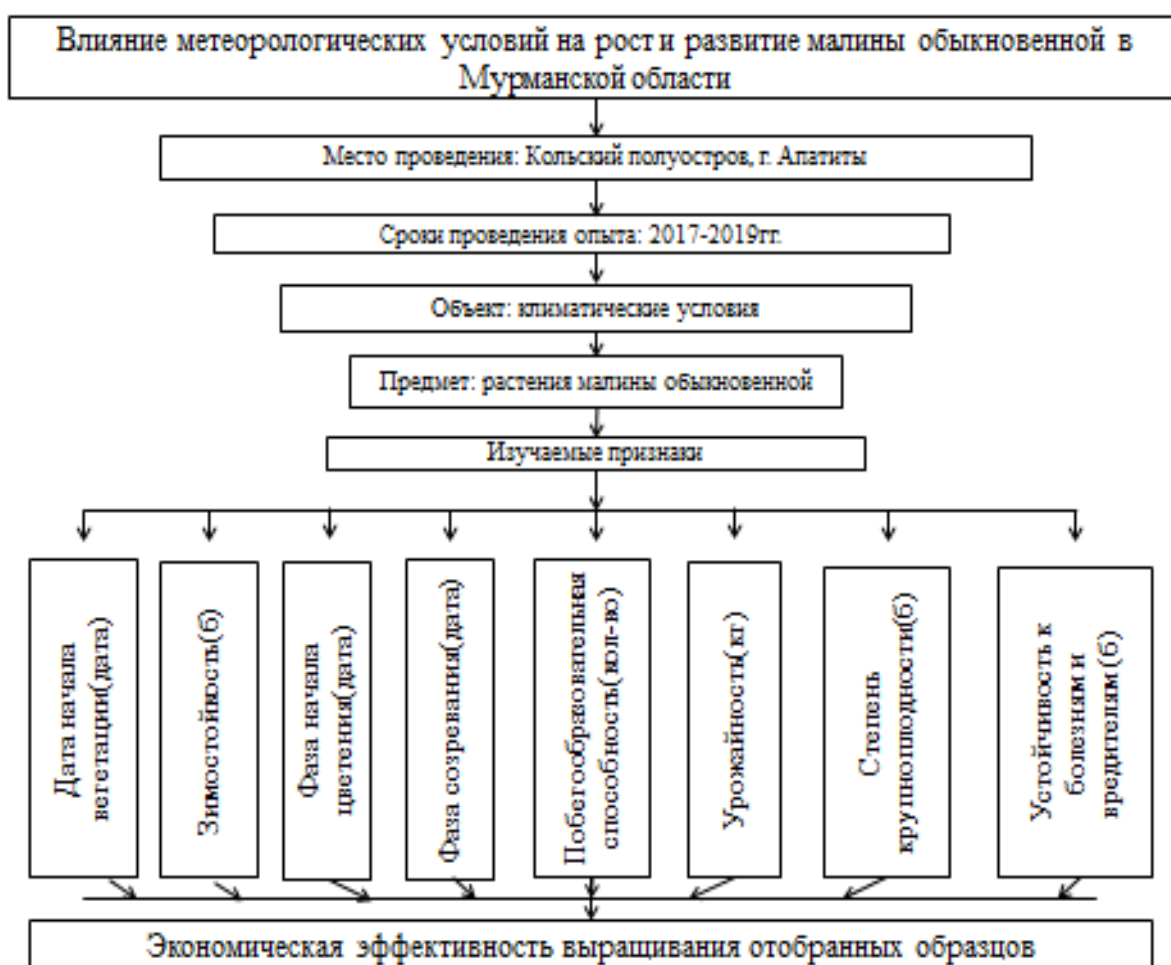 Влияние метеорологических условий на рост и развитие малины обыкновенной в
Мурманской области
Место проведения: Кольский полуостров, г. Апатиты
Сроки проведения опыта: 2017-2019гг.
Объект: климатические условия
Предмет: растения малины обыкновенной
Изучаемые признаки
Дата начала
вегетации(дата)
Зимостойкость(б)
Фаза начала
цветения(дата)
Фаза созревания(дата)
Побегообразовательная
способность(кол-во)
Урожайность(кг)
Степень
крупноплодности(б)
Устойчивость к
болезням и
вредителям (б)
Экономическая эффективность выращивания отобранных образцов